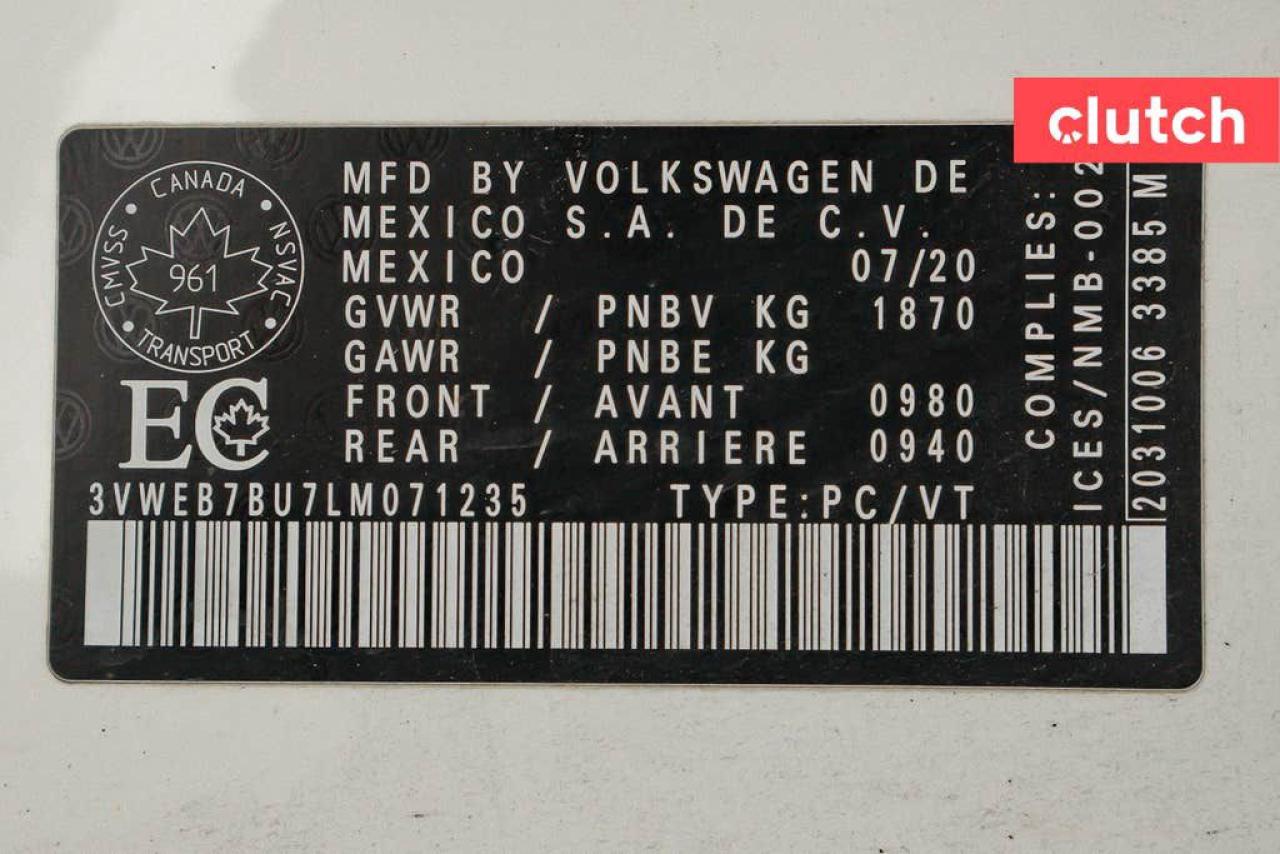 clutch
CANADA
CMVSS
NSVAC
961
TRANSPORT
EC
MFD BY VOLKSWAGEN DE
MEXICO S.A. DE C.V.
MEXICO 07/20
GVWR / PNBV KG 1870
GAWR / PNBE KG
FRONT / AVANT 0980
REAR / ARRIERE 0940
3VWEB7BU7LM071235 TYPE:PC/VT
COMPLIES:
ICES/NMB-002
2031006 3385 M